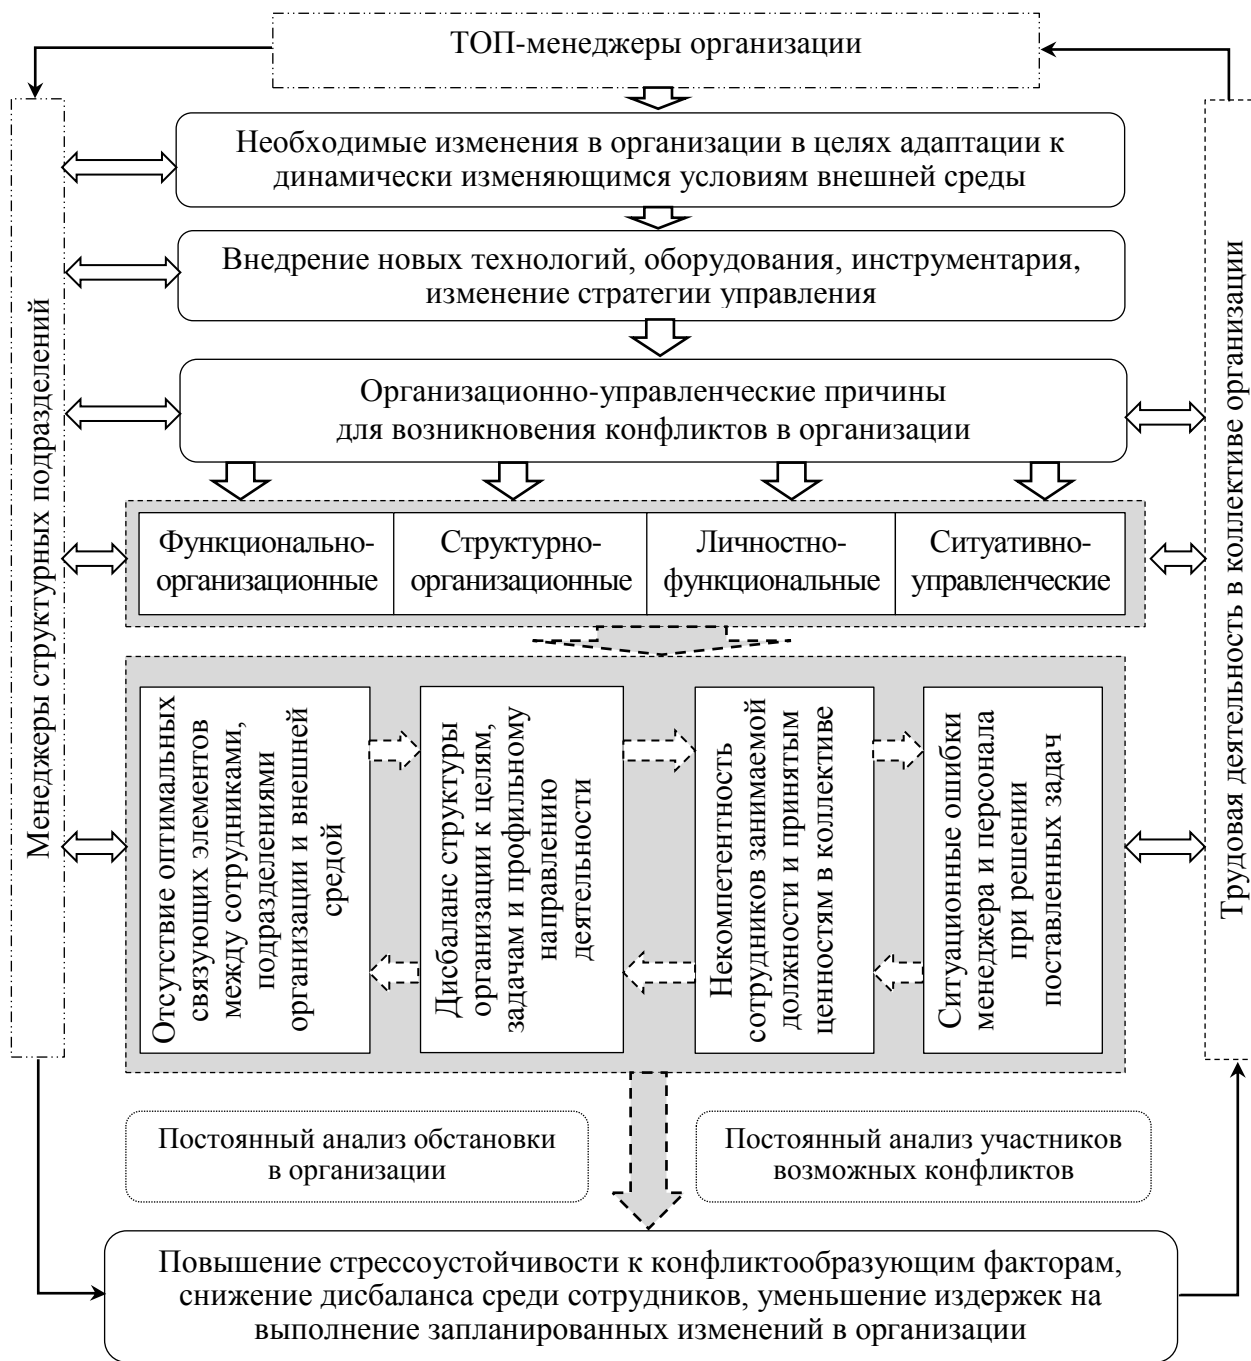 ТОП-менеджеры организации
Менеджеры структурных подразделений
Необходимые изменения в организации в целях адаптации к
динамически изменяющимся условиям внешней среды
Внедрение новых технологий, оборудования, инструментария,
изменение стратегии управления
Организационно-управленческие причины
для возникновения конфликтов в организации
Функционально-
организационные
Структурно-
организационные
Личностно-
функциональные
Ситуативно-
управленческие
Отсутствие оптимальных
связующих элементов
между сотрудниками,
подразделениями
организации и внешней
средой
Дисбаланс структуры
организации к целям,
задачам и профильному
направлению
деятельности
Некомпетентность
сотрудников занимаемой
должности и принятым
ценностям в коллективе
Ситуационные ошибки
менеджера и персонала
при решении
поставленных задач
Трудовая деятельность в коллективе организации
Постоянный анализ обстановки
в организации
Постоянный анализ участников
возможных конфликтов
Повышение стрессоустойчивости к конфликтообразующим факторам,
снижение дисбаланса среди сотрудников, уменьшение издержек на
выполнение запланированных изменений в организации